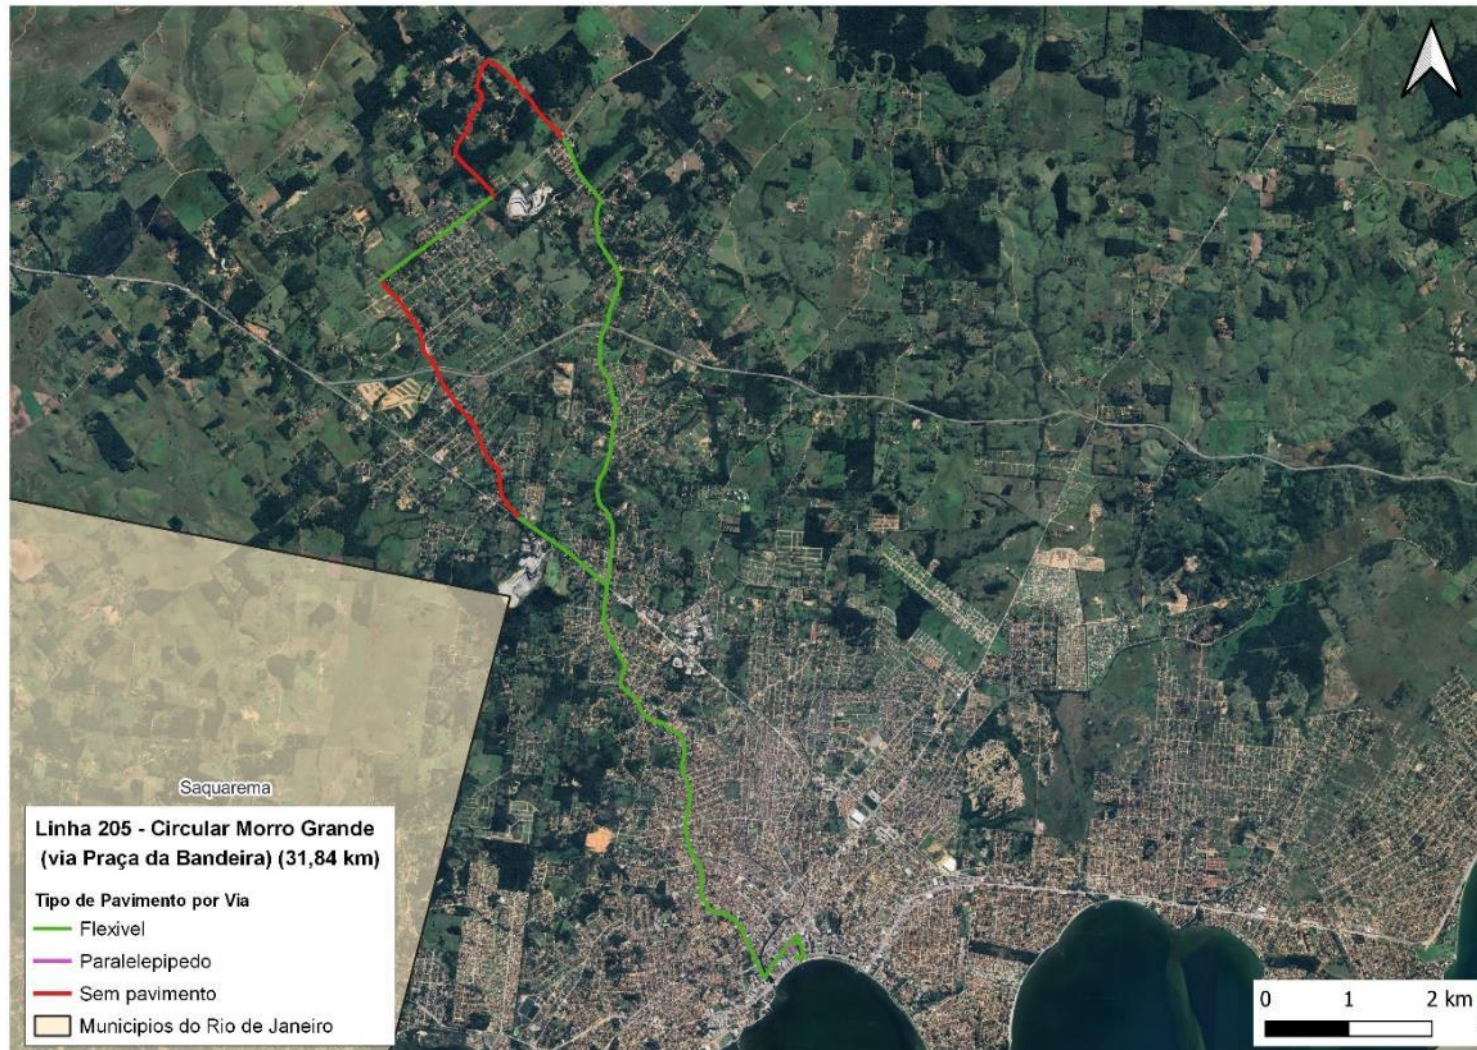 Saquarema
Linha 205 - Circular Morro Grande
(via Praça da Bandeira) (31,84 km)
Tipo de Pavimento por Via
Flexivel
Paralelepipedo
Sem pavimento
Municipios do Rio de Janeiro
0 1 2 km